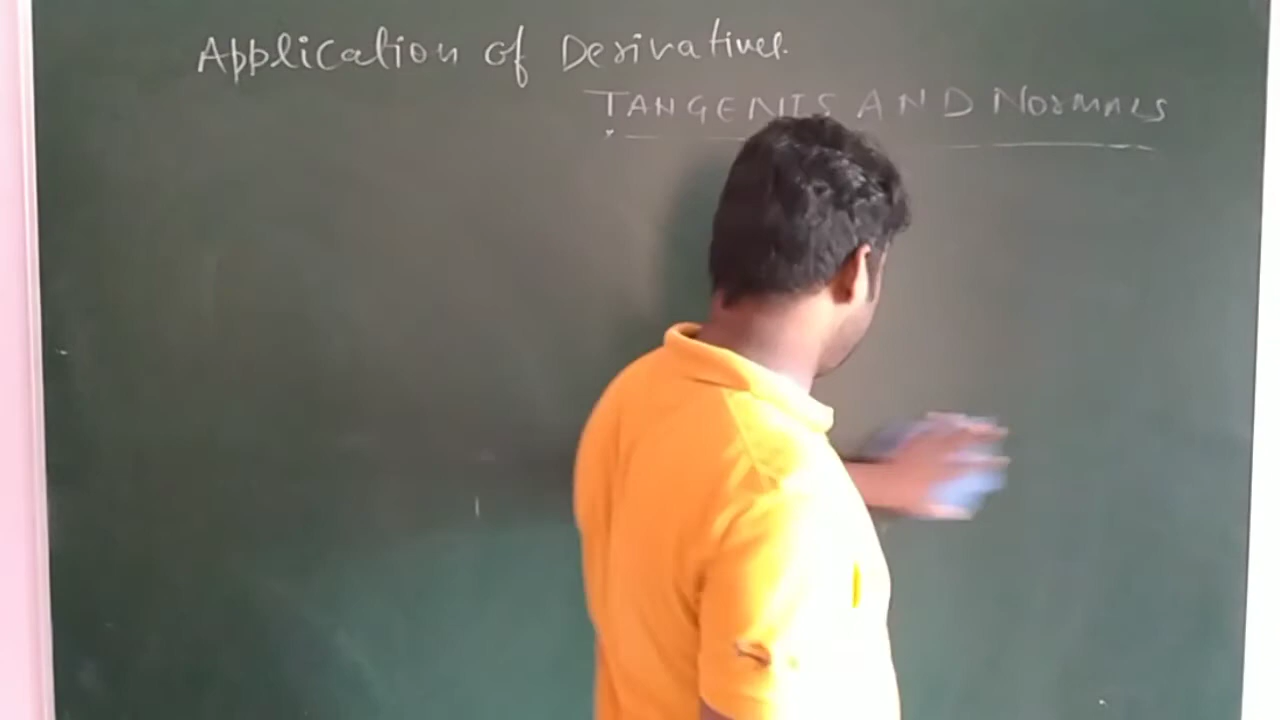 Application of Derivatives.
TANGENTS AND NORMALS